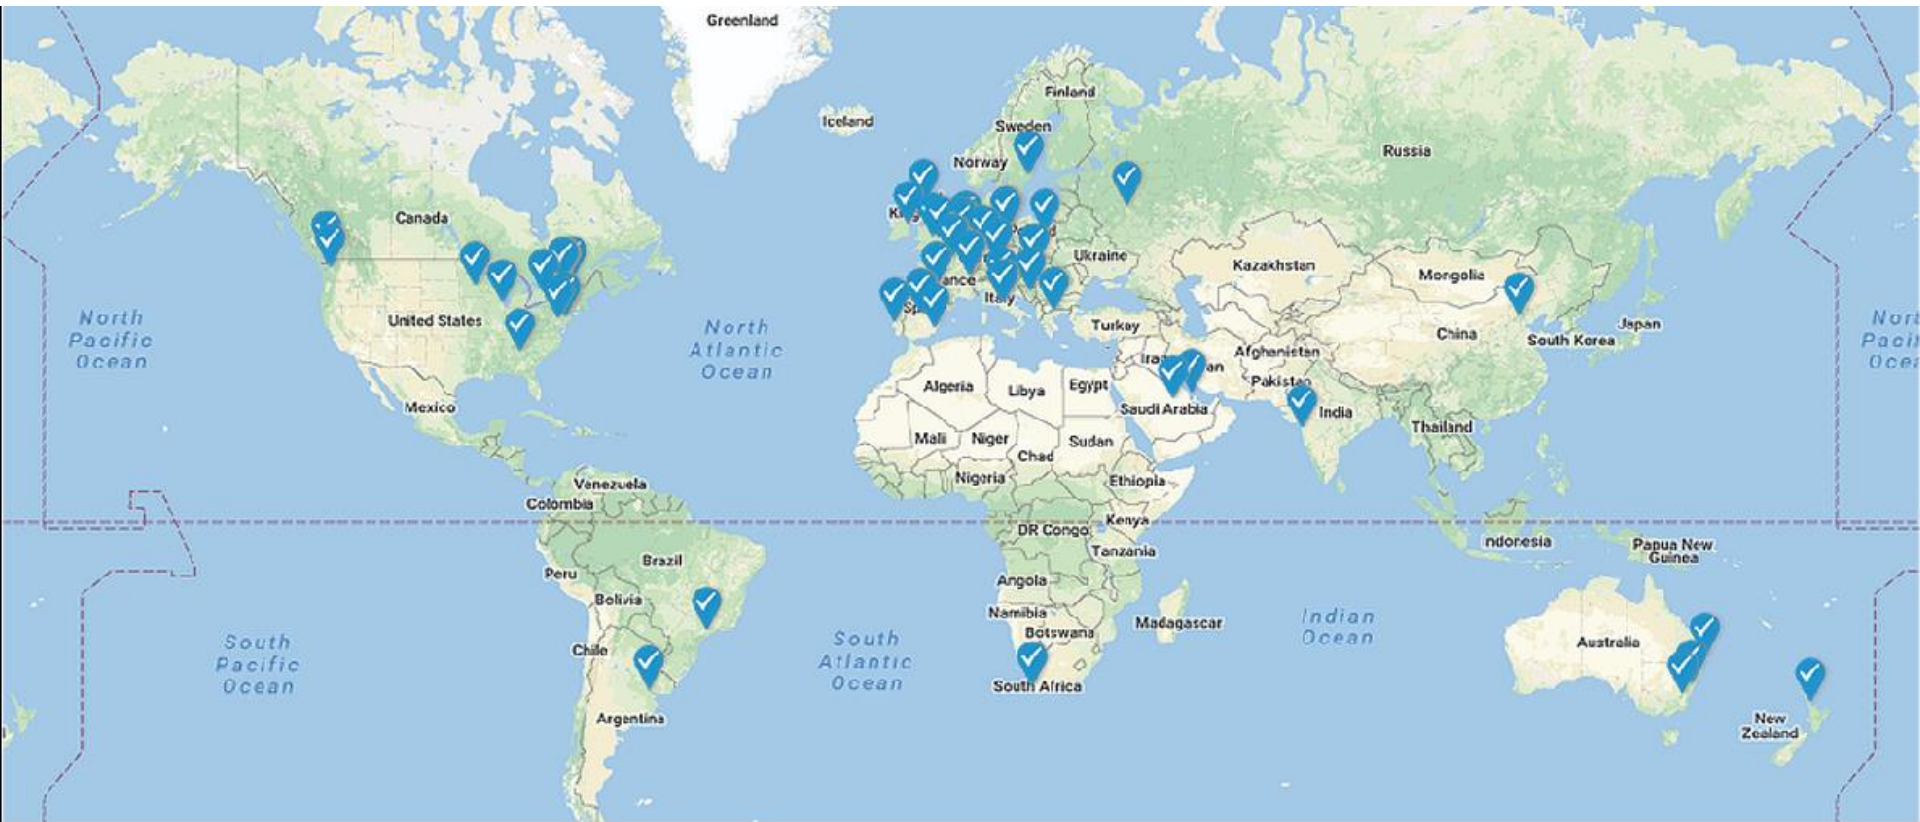 Greenland
Iceland
Finland
Sweden
Norway
Russia
Canada
Ukraine
Kazakhstan
Mongolia
Italy
United States
North
Pacific
Ocean
North
Atlantic
Ocean
Turkey
China
Japan
South Korea
Afghanistan
Pakistan
Algeria
Libya
Egypt
Saudi Arabia
India
Mexico
Thailand
Mali
Niger
Chad
Sudan
Nigeria
Ethiopia
Venezuela
Colombia
DR Congo
Kenya
Tanzania
ndonesia
Papua New
Guinea
Brazil
Peru
Bolivia
Angola
Namibia
Botswana
Madagascar
Indian
Ocean
Australia
South
Pacific
Ocean
Chile
South
Atlantic
Ocean
South Africa
Argentina
New
Zealand